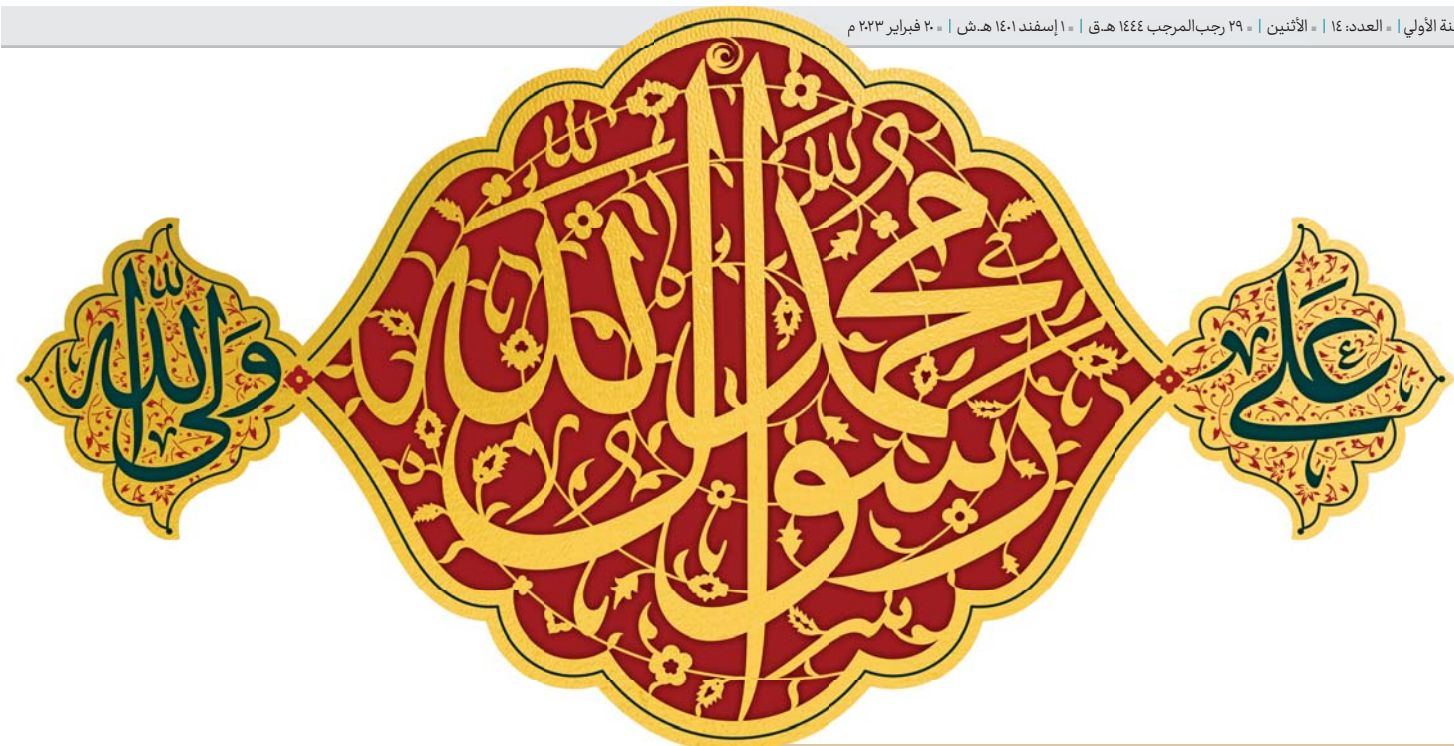 نة الأولي | العدد: ١٤ | الأثنين | ٢٩ رجب‌المرجب ١٤٤٤ هـ.ق | ١ إسفند ١٤٠١ هـ.ش | ٢٠ فبراير ٢٠٢٣ م
محمد رسول الله
علي
ولي الله